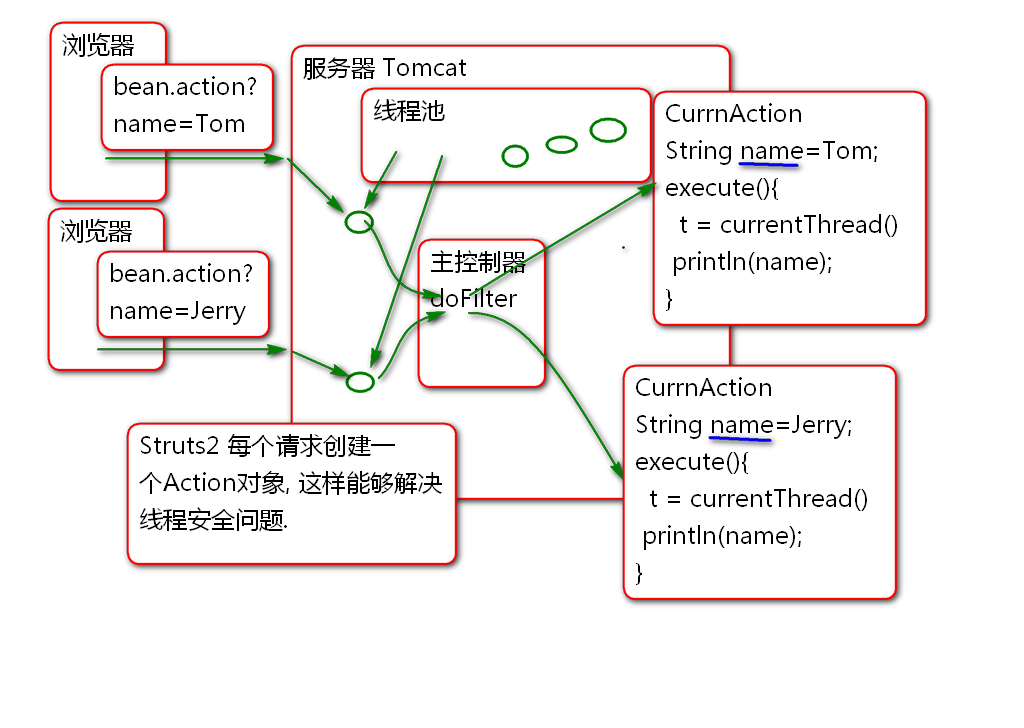 浏览器
bean.action?
name=Tom
浏览器
bean.action?
name=Jerry
服务器 Tomcat
线程池
主控制器
doFilter
CurrnAction
String name=Tom;
execute(){
t = currentThread()
println(name);
}
CurrnAction
String name=Jerry;
execute(){
t = currentThread()
println(name);
}
Struts2 每个请求创建一
个Action对象, 这样能够解决
线程安全问题.